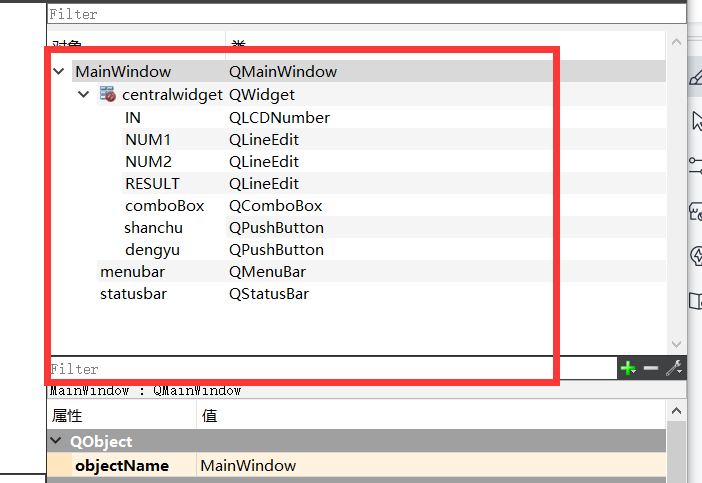 Filter
对象 类
MainWindow QMainWindow
centralwidget QWidget
IN QLCDNumber
NUM1 QLineEdit
NUM2 QLineEdit
RESULT QLineEdit
comboBox QComboBox
shanchu QPushButton
dengyu QPushButton
menubar QMenuBar
statusbar QStatusBar
Filter
MainWindow : QMainWindow
属性 值
QObject
objectName MainWindow